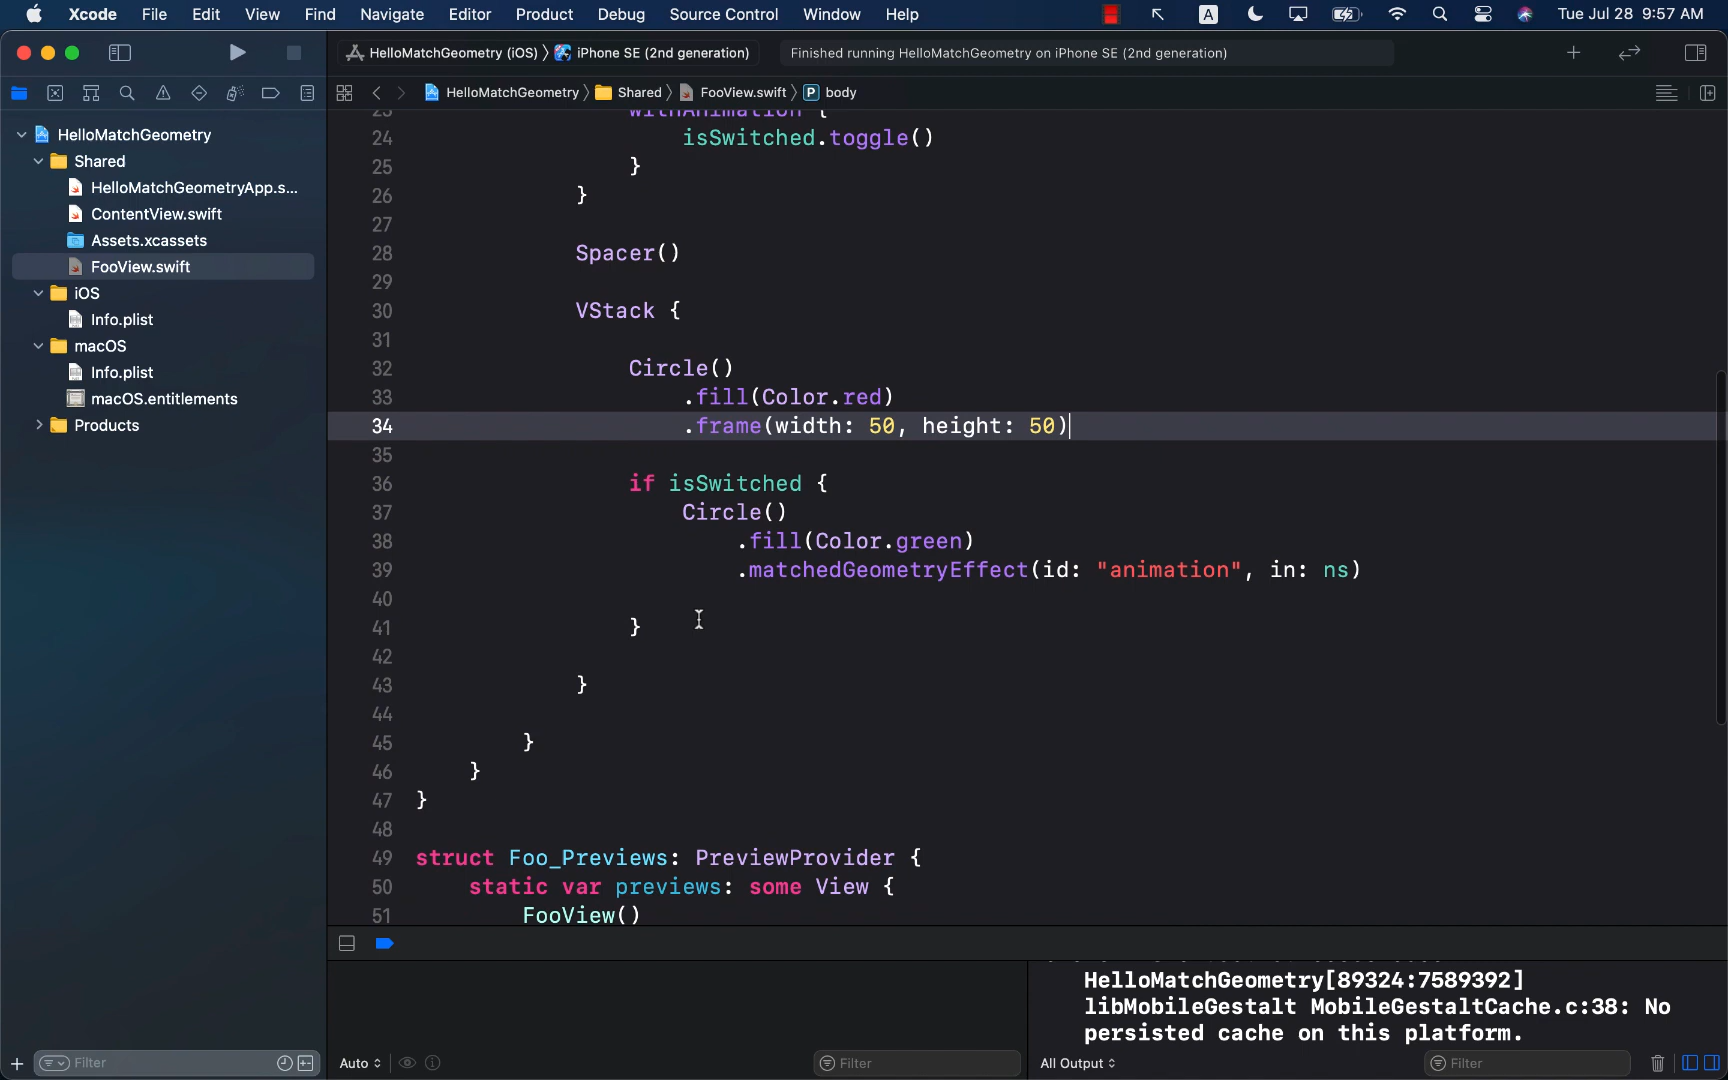 Xcode File Edit View Find Navigate Editor Product Debug Source Control Window Help A Tue Jul 28 9:57 AM
HelloMatchGeometry (iOS) 〉 iPhone SE (2nd generation) Finished running HelloMatchGeometry on iPhone SE (2nd generation)
HelloMatchGeometry 〉 Shared 〉 FooView.swift 〉 P body
HelloMatchGeometry
Shared
HelloMatchGeometryApp.s...
ContentView.swift
Assets.xcassets
FooView.swift
iOS
Info.plist
macOS
Info.plist
macOS.entitlements
Products
Filter
23 withAnimation {
24 isSwitched.toggle()
25 }
26 }
27
28 Spacer()
29
30 VStack {
31
32 Circle()
33 .fill(Color.red)
34 .frame(width: 50, height: 50)
35
36 if isSwitched {
37 Circle()
38 .fill(Color.green)
39 .matchedGeometryEffect(id: "animation", in: ns)
40
41 }
42
43 }
44
45 }
46 }
47 }
48
49 struct Foo_Previews: PreviewProvider {
50 static var previews: some View {
51 FooView()
HelloMatchGeometry[89324:7589392]
libMobileGestalt MobileGestaltCache.c:38: No
persisted cache on this platform.
Auto Filter All Output Filter